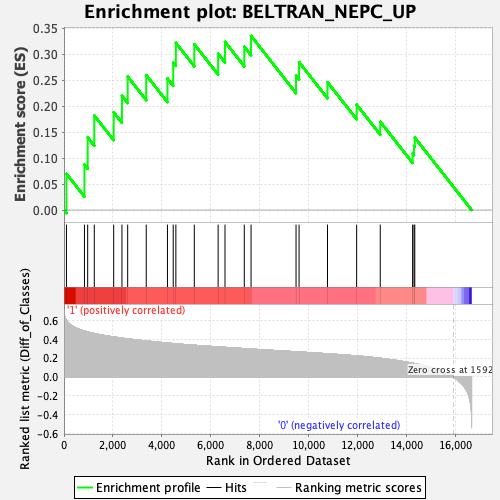 Enrichment plot: BELTRAN_NEPC_UP
Enrichment score (ES)
0.35
0.30
0.25
0.20
0.15
0.10
0.05
0.00
'1' (positively correlated)
Ranked list metric (Diff_of_Classes)
0.6
0.4
0.2
0.0
-0.2
-0.4
-0.6
Zero cross at 1592
'0' (negatively correlated)
0 2,000 4,000 6,000 8,000 10,000 12,000 14,000 16,000
Rank in Ordered Dataset
Enrichment profile Hits Ranking metric scores